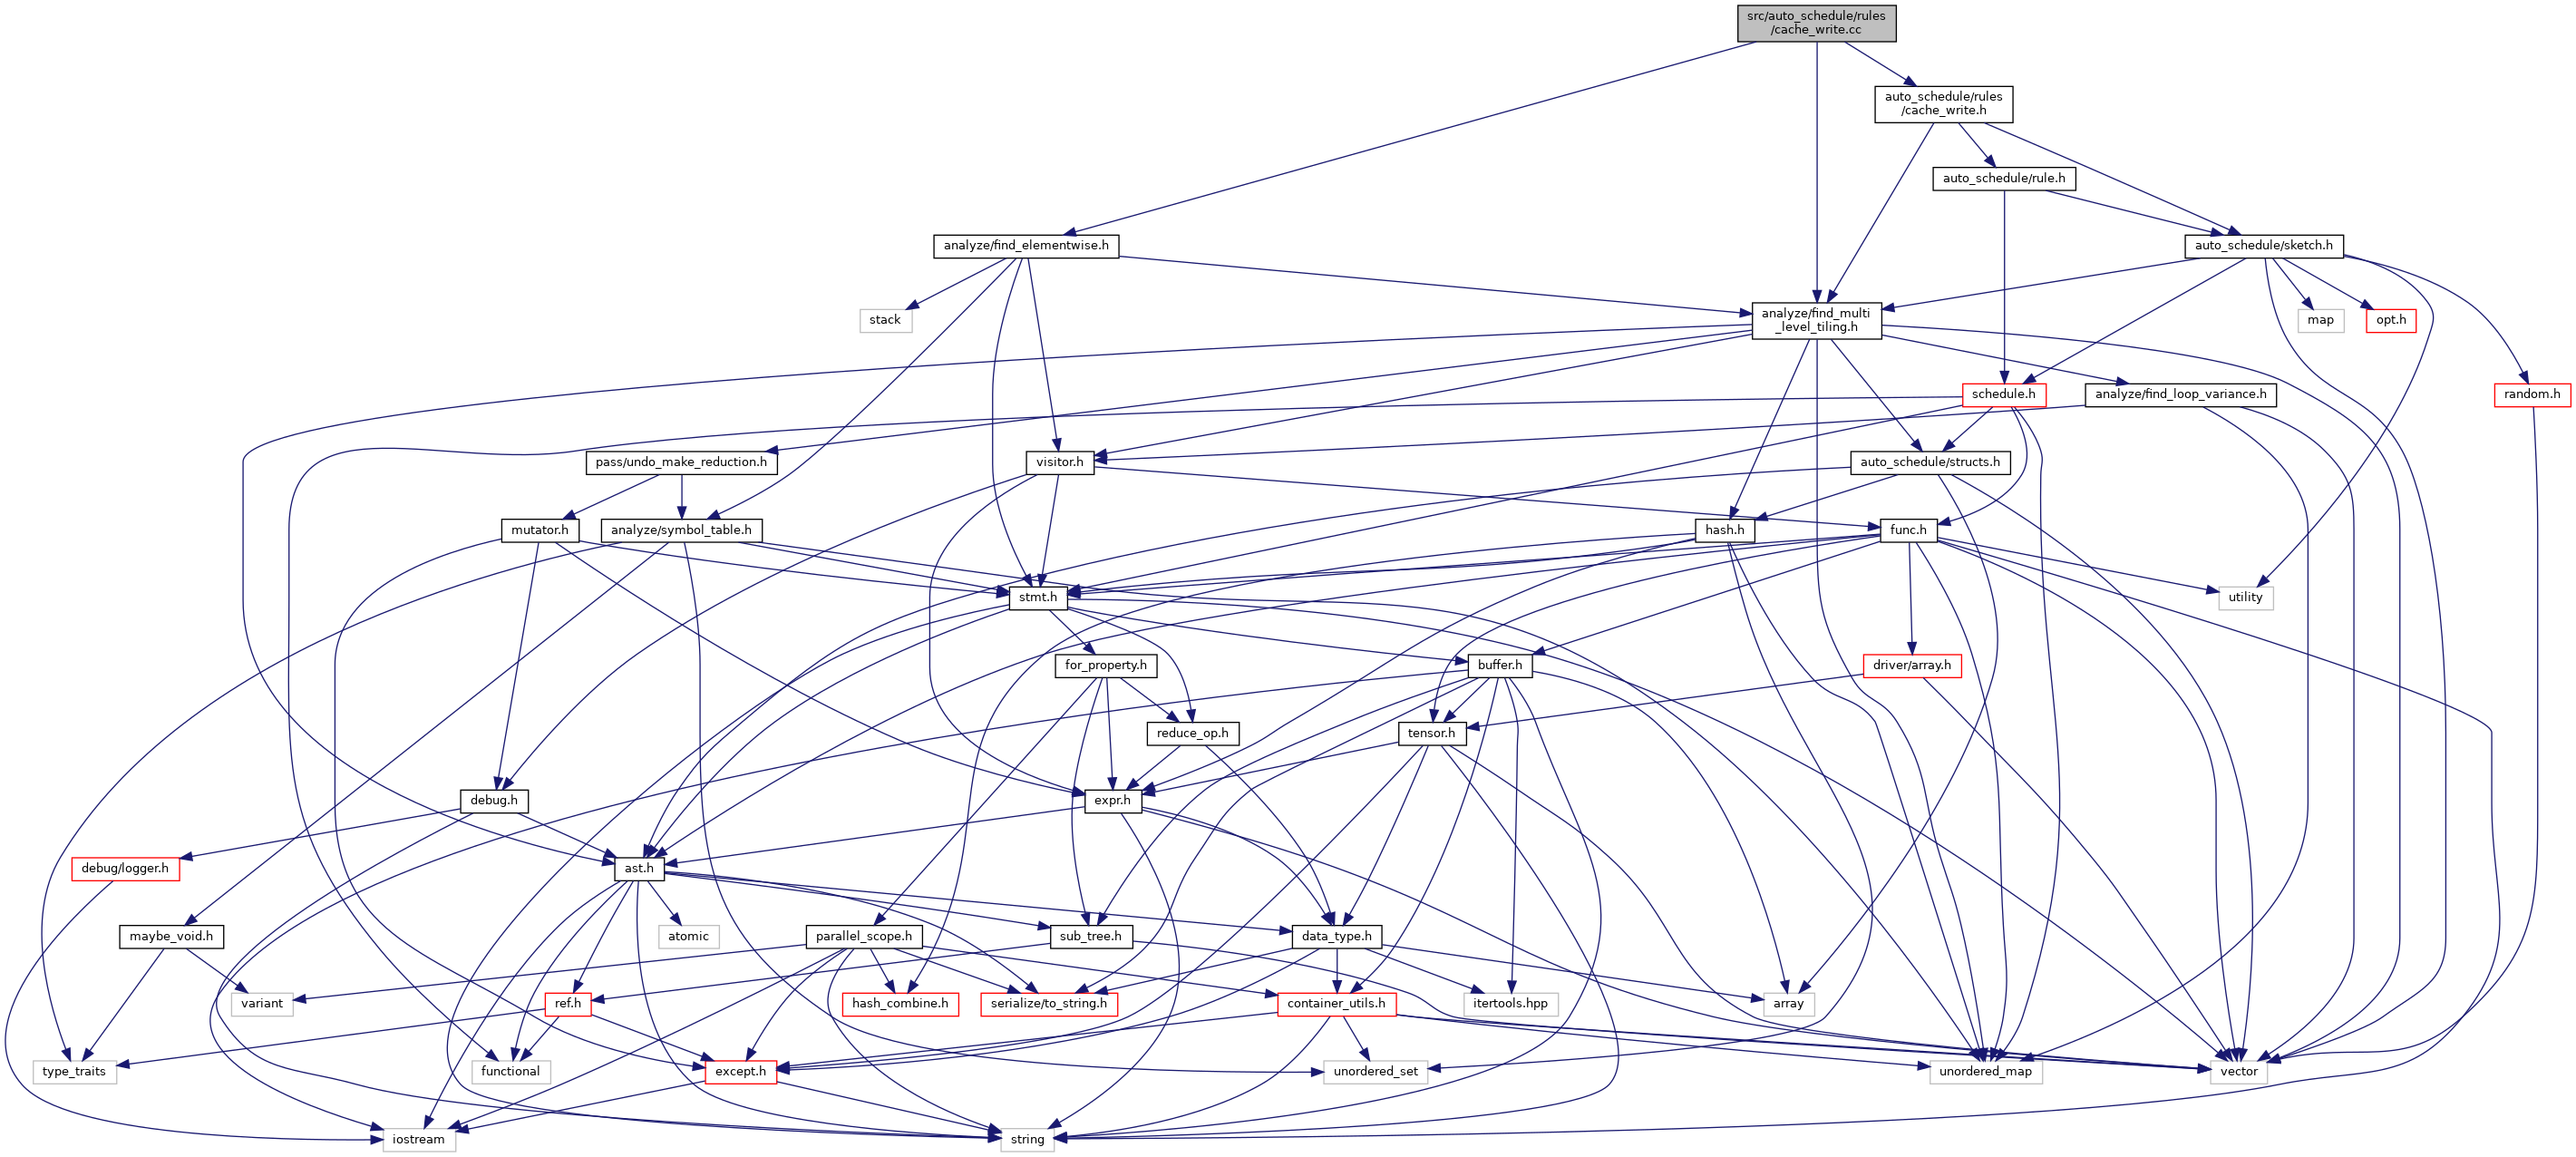 src/auto_schedule/rules
/cache_write.cc
auto_schedule/rules
/cache_write.h
auto_schedule/rule.h
analyze/find_elementwise.h
auto_schedule/sketch.h
stack
analyze/find_multi
_level_tiling.h
map
opt.h
schedule.h
analyze/find_loop_variance.h
random.h
pass/undo_make_reduction.h
visitor.h
auto_schedule/structs.h
mutator.h
analyze/symbol_table.h
hash.h
func.h
stmt.h
utility
for_property.h
buffer.h
driver/array.h
reduce_op.h
tensor.h
debug.h
expr.h
debug/logger.h
ast.h
maybe_void.h
atomic
parallel_scope.h
sub_tree.h
data_type.h
variant
ref.h
hash_combine.h
serialize/to_string.h
container_utils.h
itertools.hpp
array
type_traits
functional
except.h
unordered_set
unordered_map
vector
iostream
string